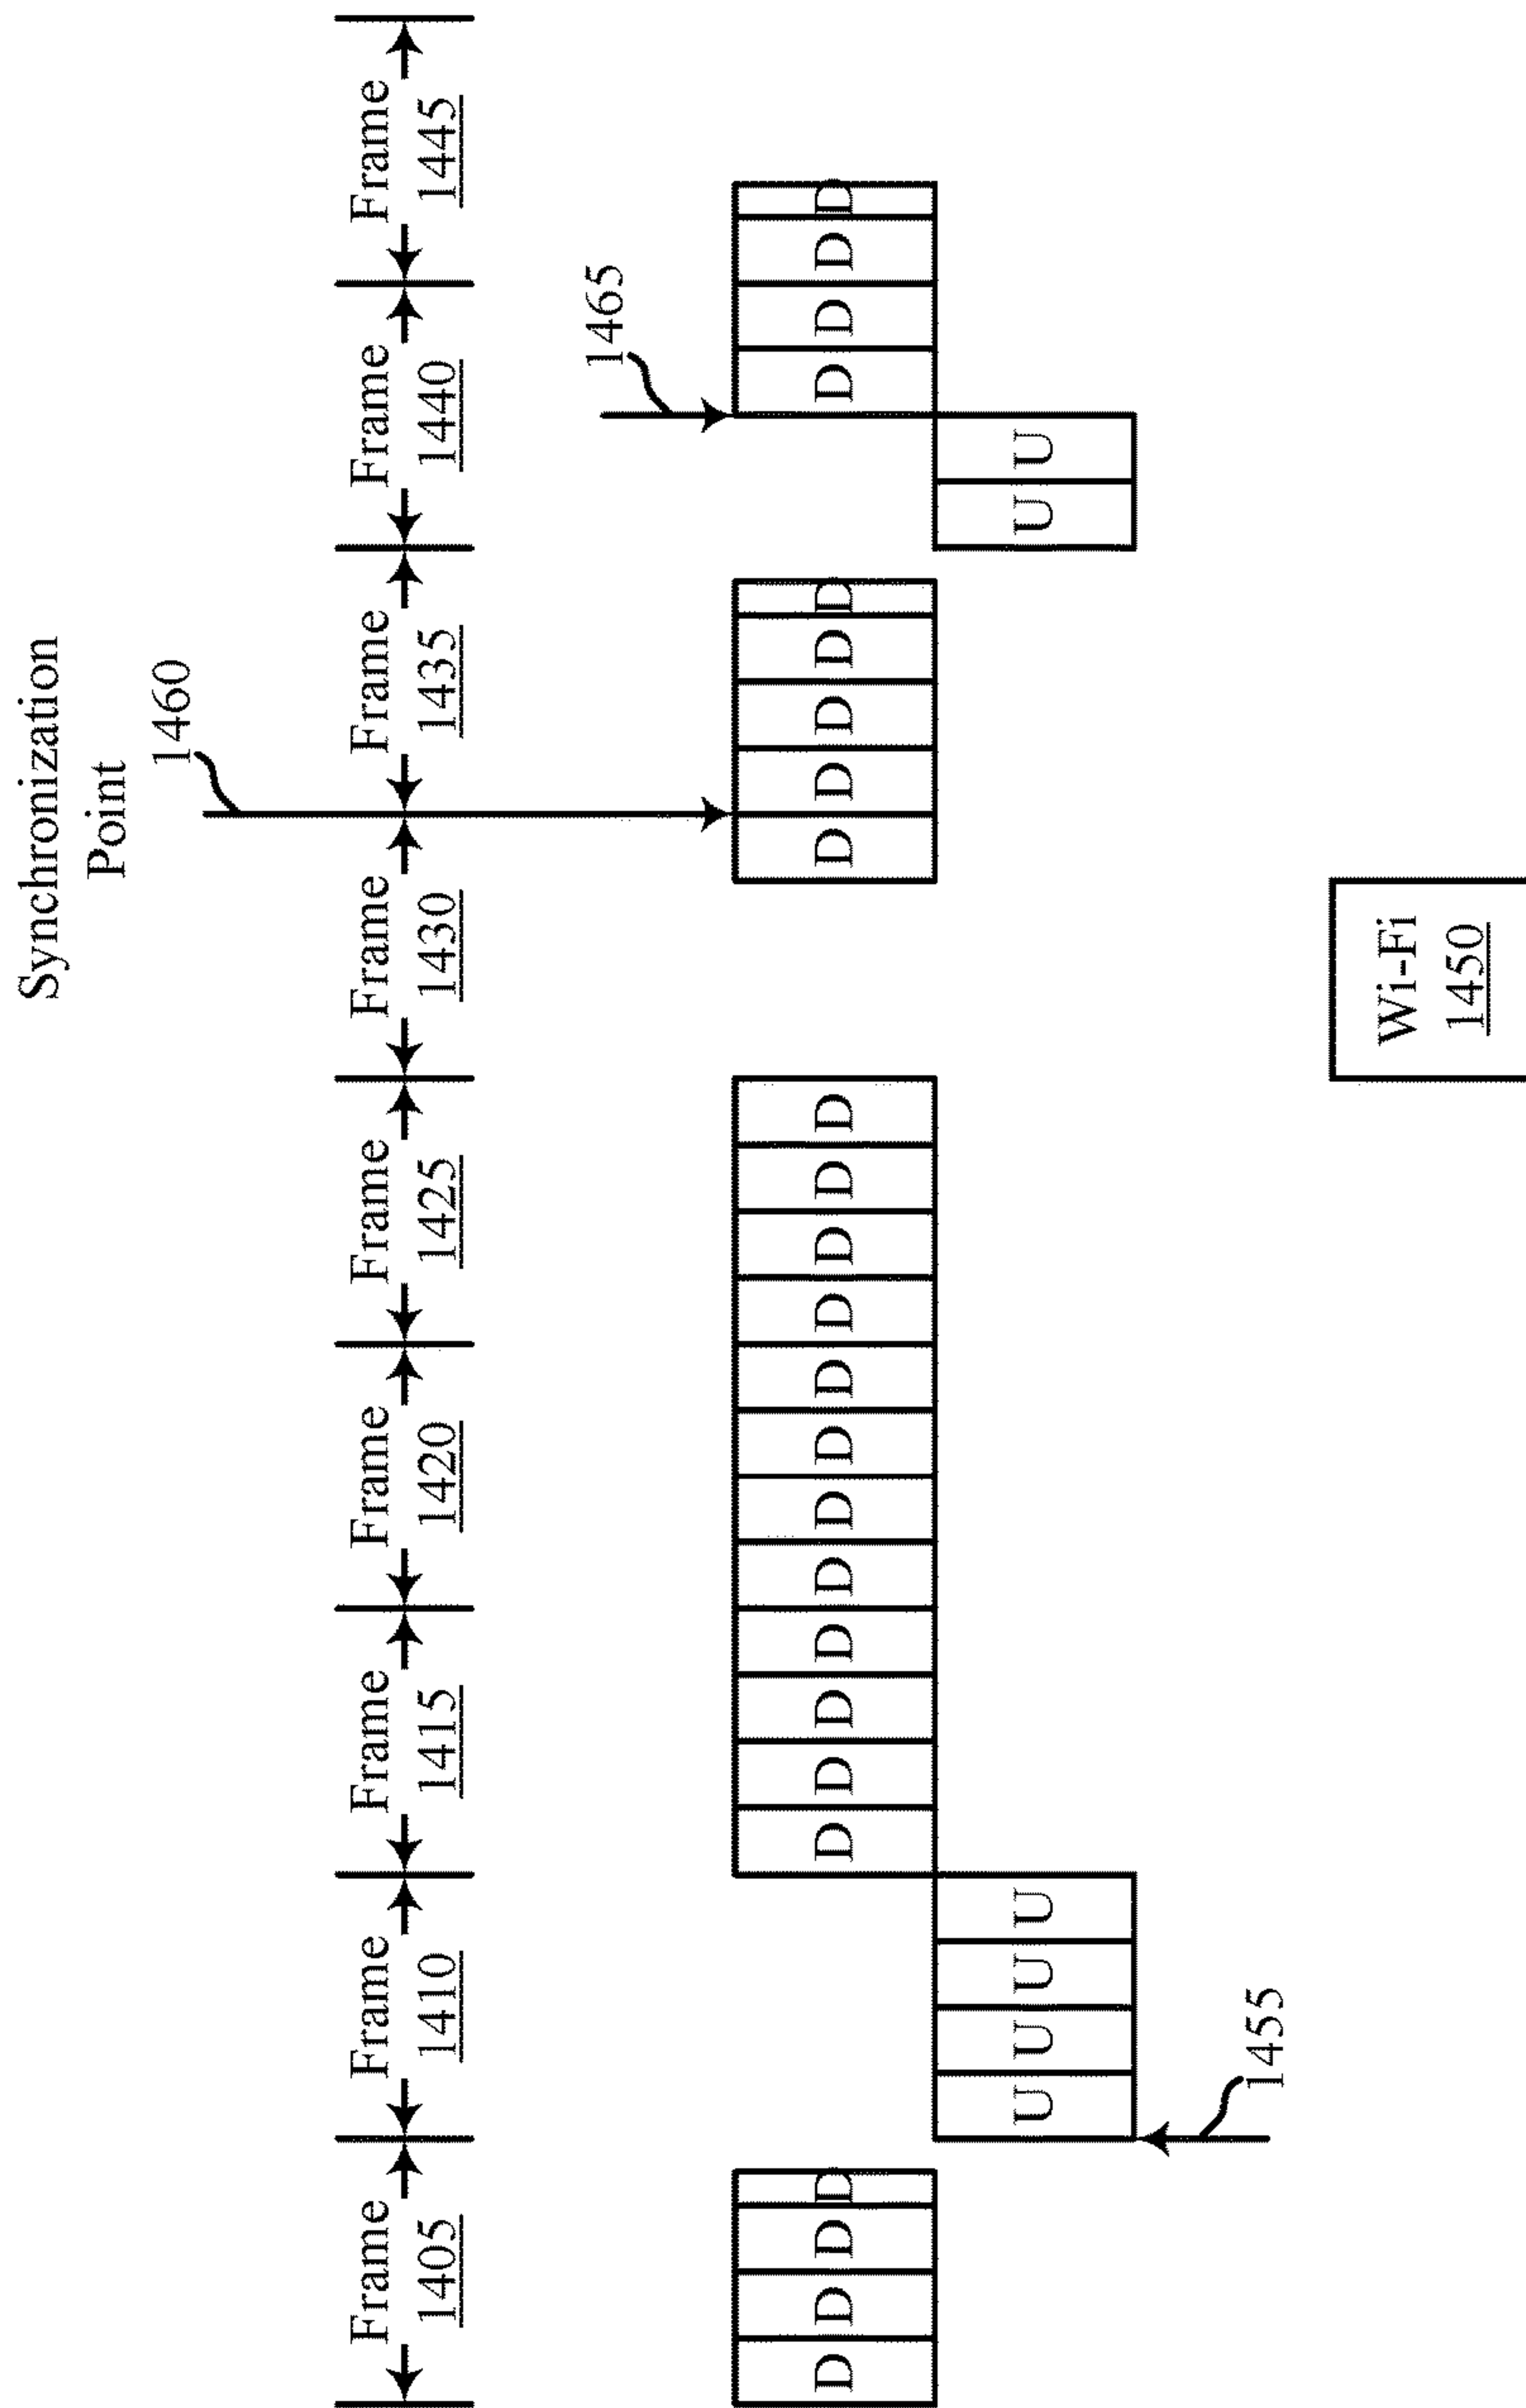 Synchronization
Point
1460
Frame Frame Frame Frame Frame Frame Frame Frame Frame
1405 1410 1415 1420 1425 1430 1435 1440 1445
1465
D D D D D D D D D D D D D D D D D D D D D D D D D
U U U U U U
1455
Wi-Fi
1450